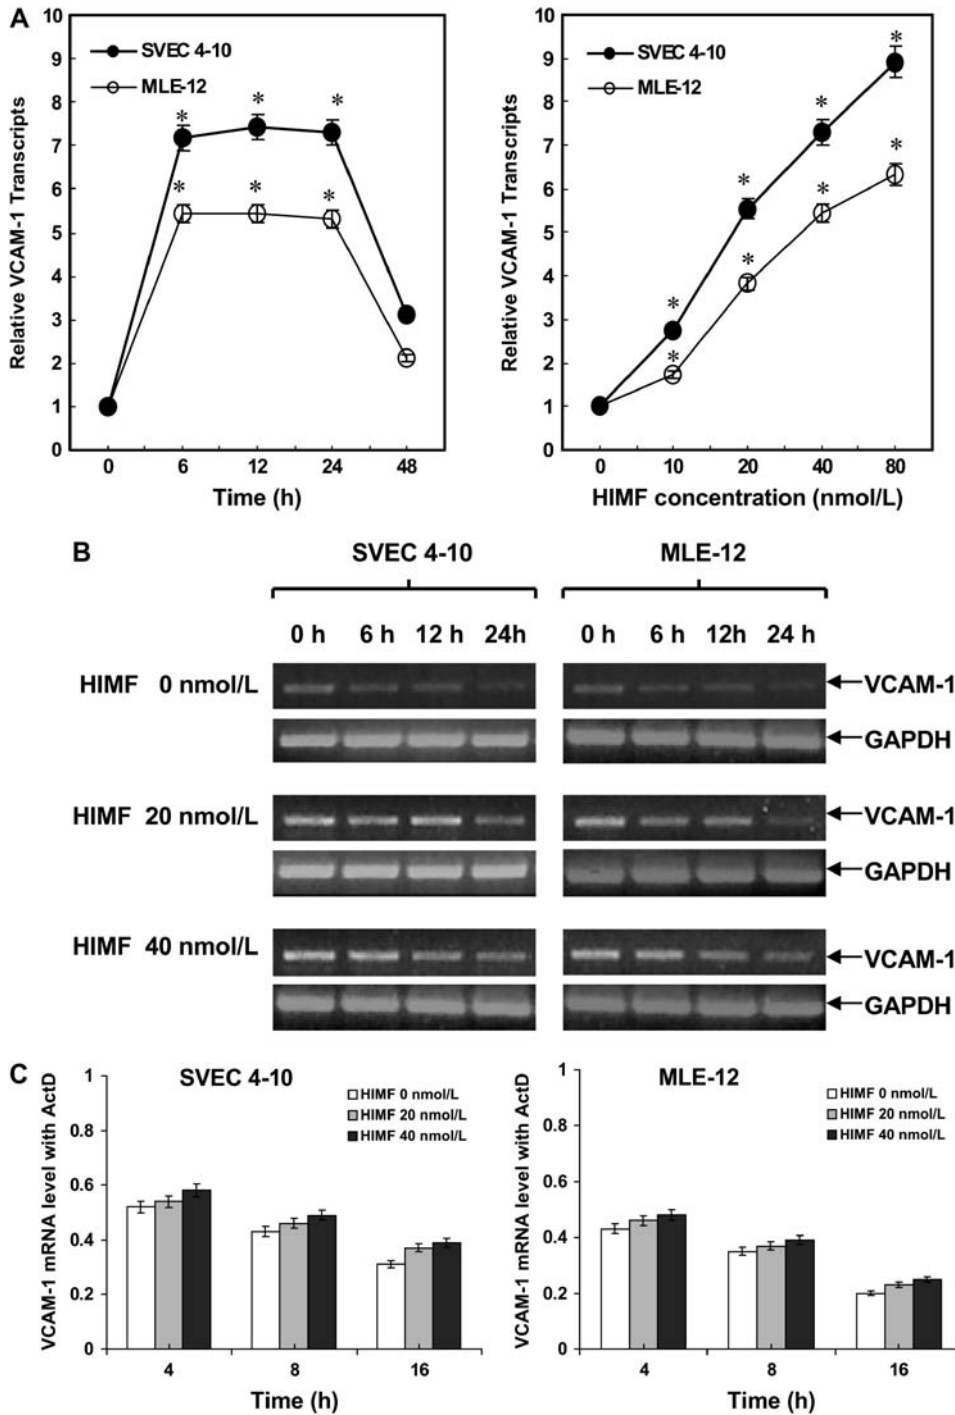 A
Relative VCAM-1 Transcripts
10
9
8
7
6
5
4
3
2
1
0
SVEC 4-10
MLE-12
* * *
* * *
0 6 12 24 48
Time (h)
Relative VCAM-1 Transcripts
10
9
8
7
6
5
4
3
2
1
0
SVEC 4-10
MLE-12
* * * *
* * * *
0 10 20 40 80
HIMF concentration (nmol/L)
B
SVEC 4-10 MLE-12
0 h 6 h 12 h 24h 0 h 6 h 12h 24 h
HIMF 0 nmol/L VCAM-1
GAPDH
HIMF 20 nmol/L VCAM-1
GAPDH
HIMF 40 nmol/L VCAM-1
GAPDH
C
SVEC 4-10
VCAM-1 mRNA level with ActD
1
0.8
0.6
0.4
0.2
0
HIMF 0 nmol/L
HIMF 20 nmol/L
HIMF 40 nmol/L
4 8 16
Time (h)
MLE-12
VCAM-1 mRNA level with ActD
1
0.8
0.6
0.4
0.2
0
HIMF 0 nmol/L
HIMF 20 nmol/L
HIMF 40 nmol/L
4 8 16
Time (h)